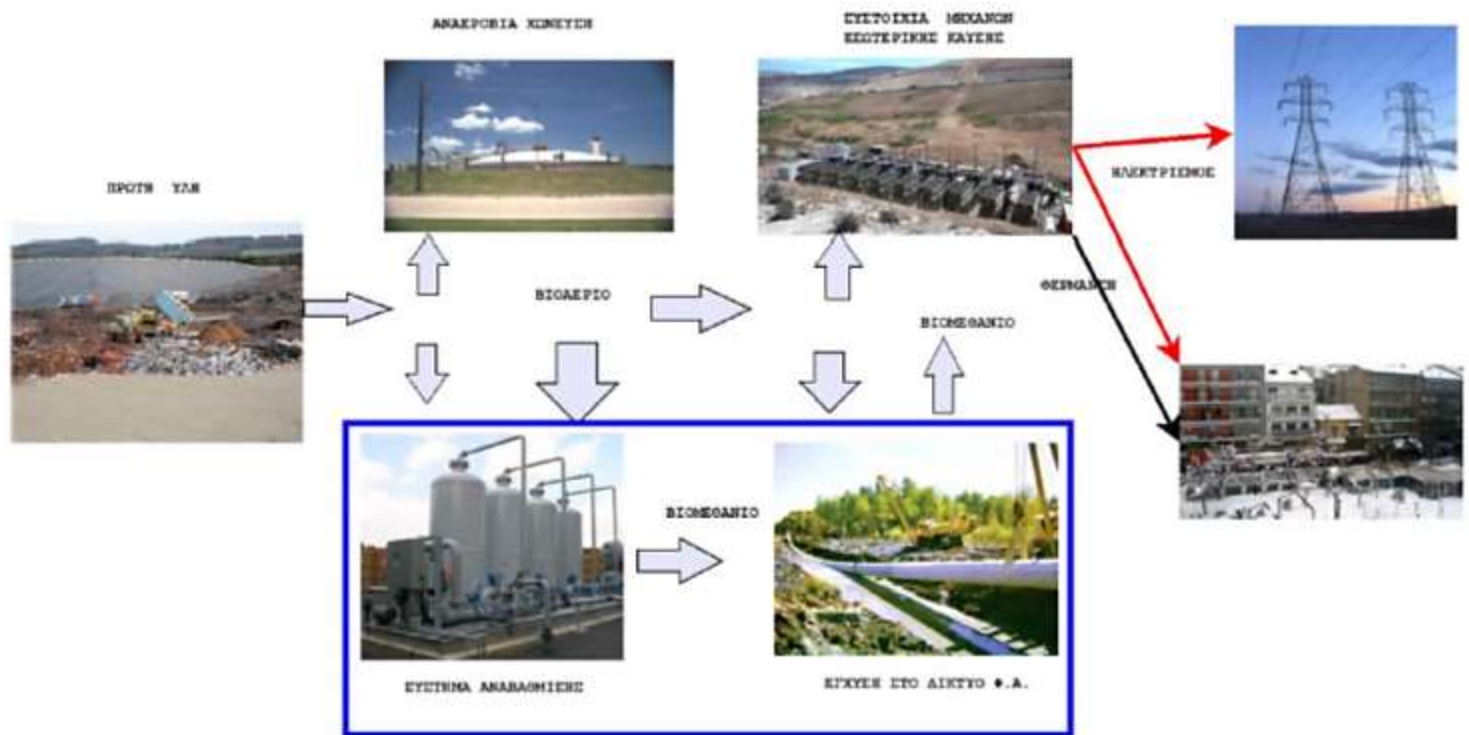 ΑΝΑΕΡΟΒΙΑ ΧΩΝΕΥΣΗ
ΣΥΣΤΟΙΧΙΑ ΜΗΧΑΝΩΝ
ΕΣΩΤΕΡΙΚΗΣ ΚΑΥΣΗΣ
ΠΡΩΤΗ ΥΛΗ
ΗΛΕΚΤΡΙΣΜΟΣ
ΒΙΟΑΕΡΙΟ
ΘΕΡΜΑΝΣΗ
ΒΙΟΜΕΘΑΝΙΟ
ΒΙΟΜΕΘΑΝΙΟ
ΣΥΣΤΗΜΑ ΑΝΑΒΑΘΜΙΣΗΣ
ΕΓΧΥΣΗ ΣΤΟ ΔΙΚΤΥΟ Φ.Α.